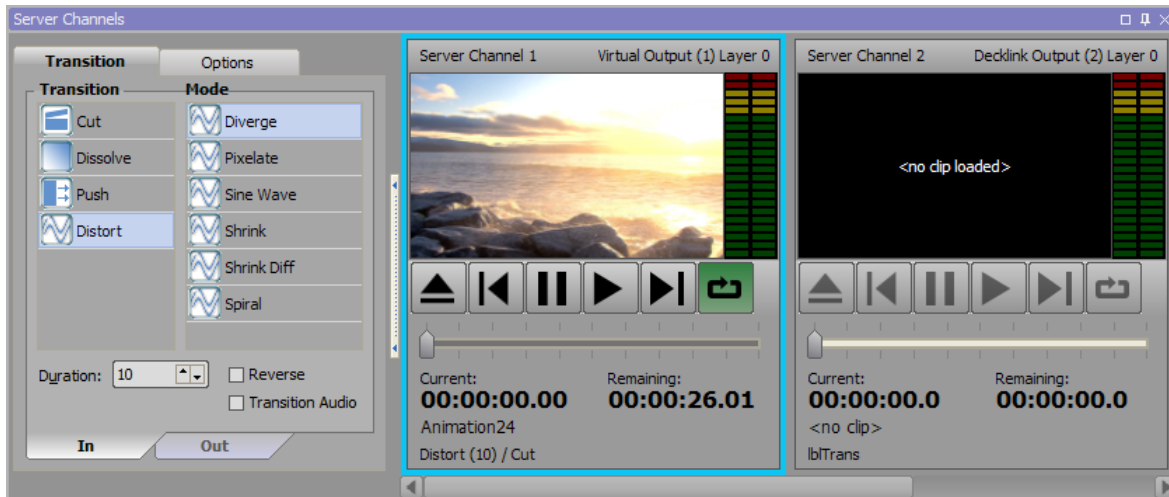 Server Channels
Transition Options
Transition Mode
Cut
Dissolve
Push
Distort
Diverge
Pixelate
Sine Wave
Shrink
Shrink Diff
Spiral
Duration: 10
Reverse
Transition Audio
In Out
Server Channel 1 Virtual Output (1) Layer 0
Current: Remaining:
00:00:00.00 00:00:26.01
Animation24
Distort (10) / Cut
Server Channel 2 Decklink Output (2) Layer 0
<no clip loaded>
Current: Remaining:
00:00:00.0 00:00:00.0
<no clip>
lblTrans